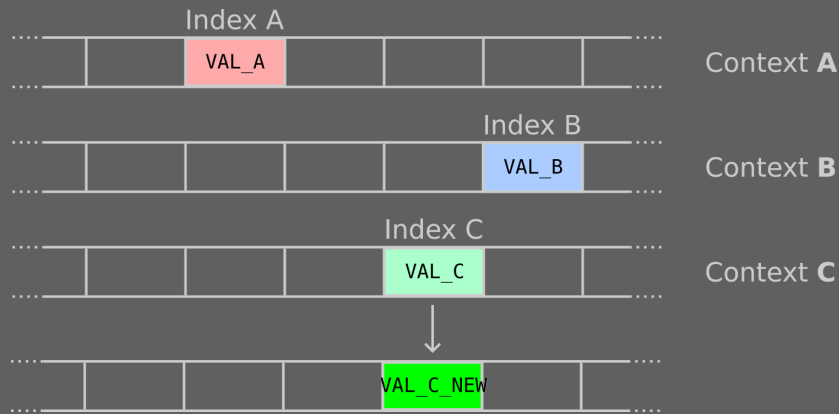 Index A
VAL_A
Context A
Index B
VAL_B
Context B
Index C
VAL_C
Context C
VAL_C_NEW